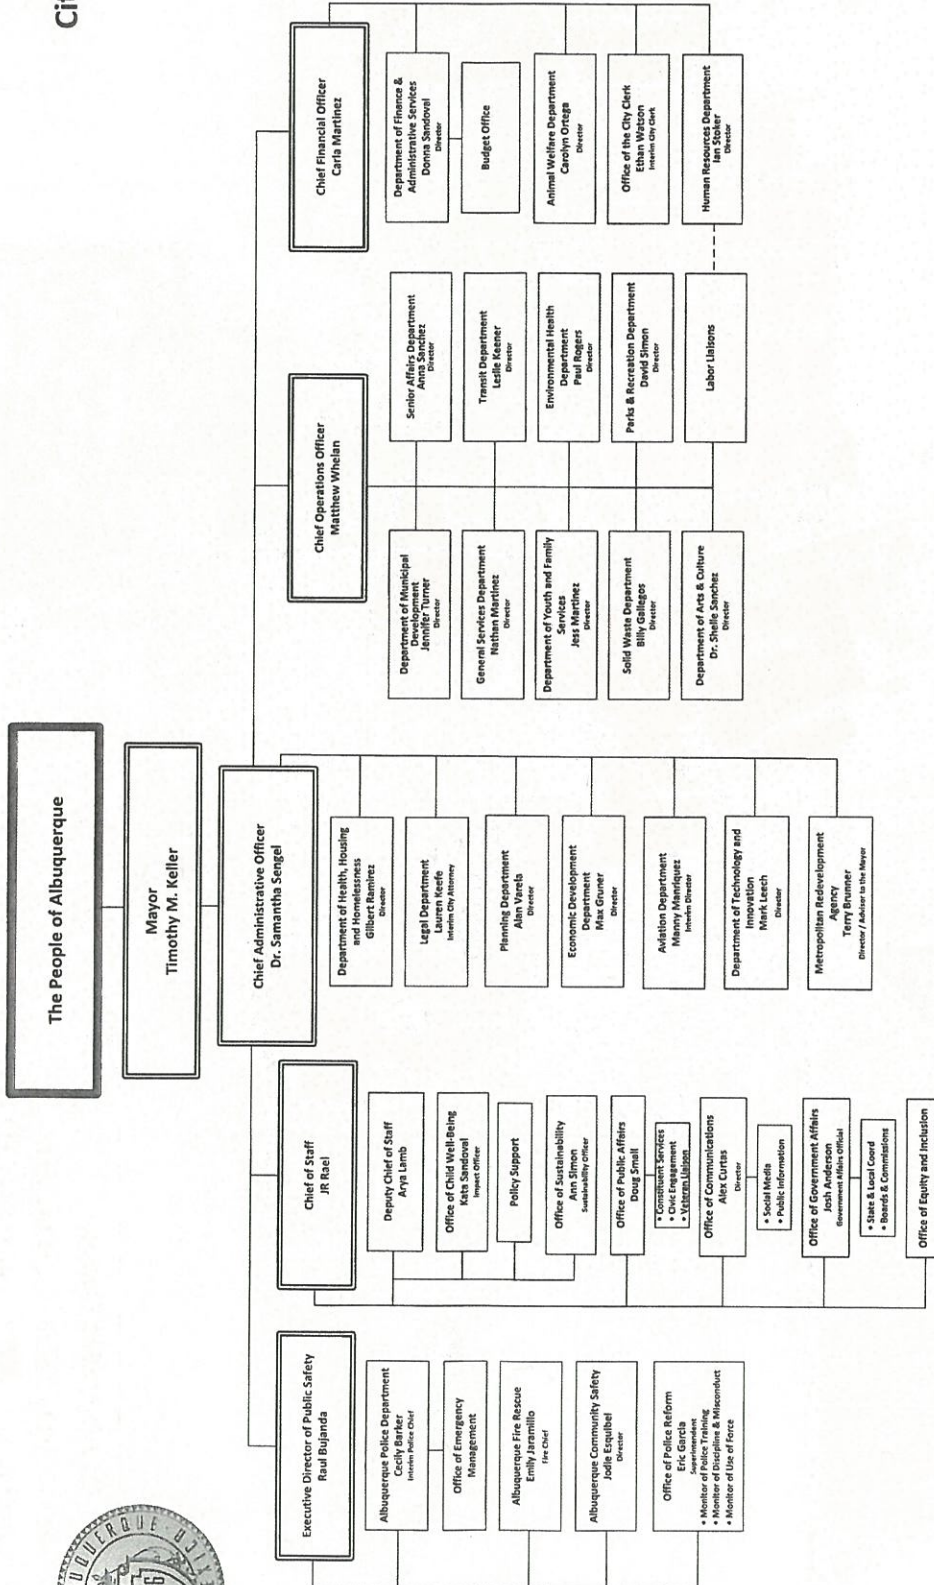 Cit
The People of Albuquerque
Mayor
Timothy M. Keller
Chief Administrative Officer
Dr. Samantha Sengel
Executive Director of Public Safety
Raul Bujanda
Albuquerque Police Department
Cecily Barker
Interim Police Chief
Office of Emergency
Management
Albuquerque Fire Rescue
Emily Jaramillo
Fire Chief
Albuquerque Community Safety
Jodie Esquibel
Director
Office of Police Reform
Eric Garcia
Superintendent
• Monitor of Police Training
• Monitor of Discipline & Misconduct
• Monitor of Use of Force
Chief of Staff
JR Rael
Deputy Chief of Staff
Arya Lamb
Office of Child Well-Being
Kata Sandoval
Impact Officer
Policy Support
Office of Sustainability
Ann Simon
Sustainability Officer
Office of Public Affairs
Doug Small
• Constituent Services
• Civic Engagement
• Veteran Liaison
Office of Communications
Alex Curtas
Director
• Social Media
• Public Information
Office of Government Affairs
Josh Anderson
Government Affairs Official
• State & Local Coord
• Boards & Commissions
Office of Equity and Inclusion
Department of Health, Housing
and Homelessness
Gilbert Ramirez
Director
Legal Department
Lauren Keefe
Interim City Attorney
Planning Department
Alan Varela
Director
Economic Development
Department
Max Gruner
Director
Aviation Department
Manny Manriquez
Interim Director
Department of Technology and
Innovation
Mark Leech
Director
Metropolitan Redevelopment
Agency
Terry Brunner
Director / Advisor to the Mayor
Chief Operations Officer
Matthew Whelan
Department of Municipal
Development
Jennifer Turner
Director
General Services Department
Nathan Martinez
Director
Department of Youth and Family
Services
Jess Martinez
Director
Solid Waste Department
Billy Gallegos
Director
Department of Arts & Culture
Dr. Shelle Sanchez
Director
Senior Affairs Department
Anna Sanchez
Director
Transit Department
Leslie Keener
Director
Environmental Health
Department
Paul Rogers
Director
Parks & Recreation Department
David Simon
Director
Labor Liaisons
Chief Financial Officer
Carla Martinez
Department of Finance &
Administrative Services
Donna Sandoval
Director
Budget Office
Animal Welfare Department
Carolyn Ortega
Director
Office of the City Clerk
Ethan Watson
Interim City Clerk
Human Resources Department
Ian Stoker
Director